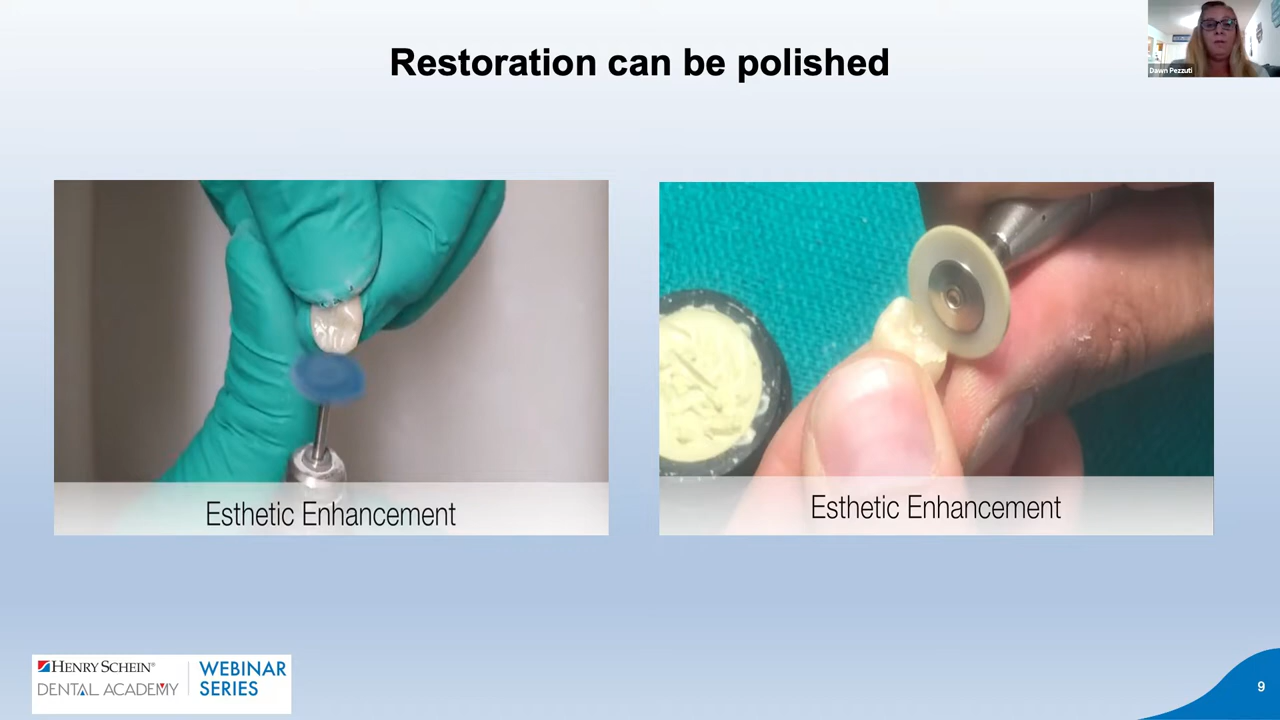 Restoration can be polished
Dawn Pezzuti
Esthetic Enhancement
Esthetic Enhancement
HENRY SCHEIN®
DENTAL ACADEMY
WEBINAR
SERIES
9